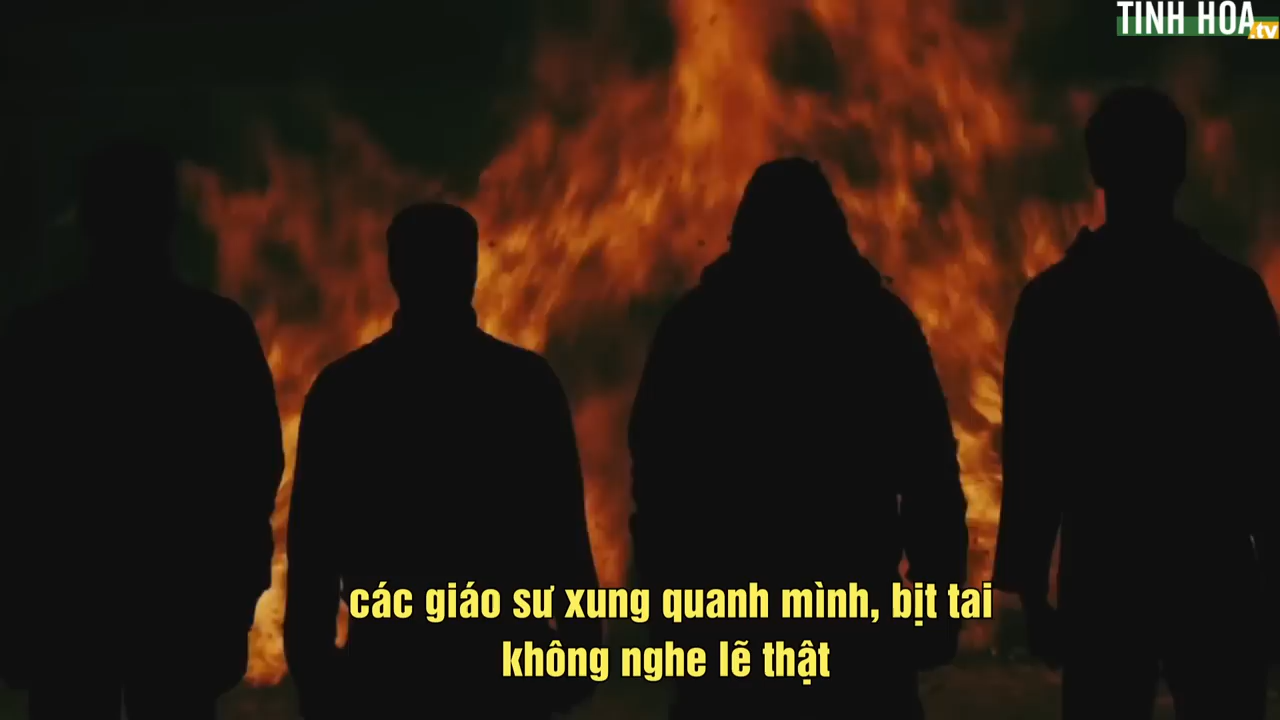 TINH HOA
.tv
các giáo sư xung quanh mình, bịt tai
không nghe lẽ thật